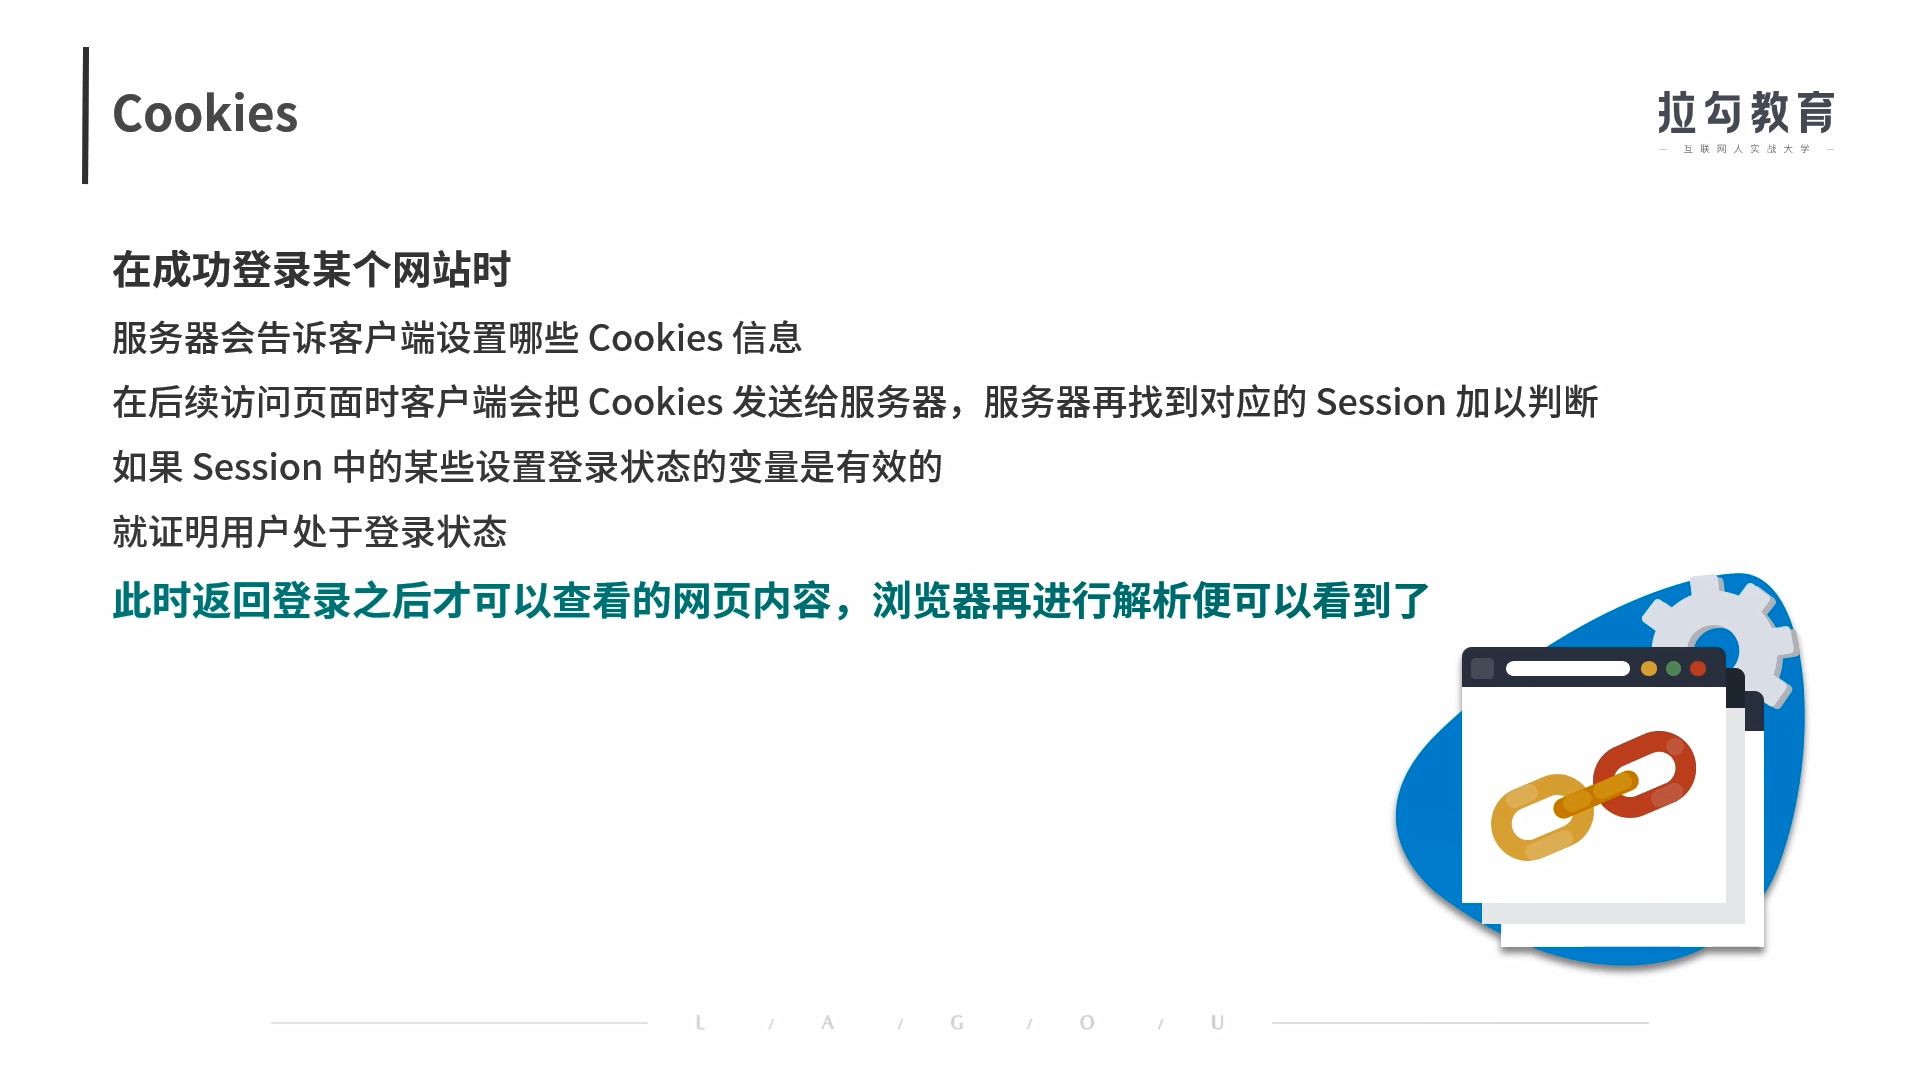 Cookies
拉勾教育
— 互联网人实战大学 —
在成功登录某个网站时
服务器会告诉客户端设置哪些 Cookies 信息
在后续访问页面时客户端会把 Cookies 发送给服务器，服务器再找到对应的 Session 加以判断
如果 Session 中的某些设置登录状态的变量是有效的
就证明用户处于登录状态
此时返回登录之后才可以查看的网页内容，浏览器再进行解析便可以看到了
L / A / G / O / U